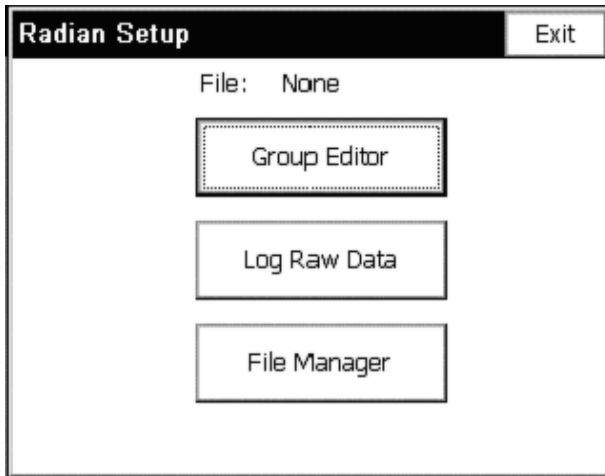 Radian Setup Exit
File: None
Group Editor
Log Raw Data
File Manager